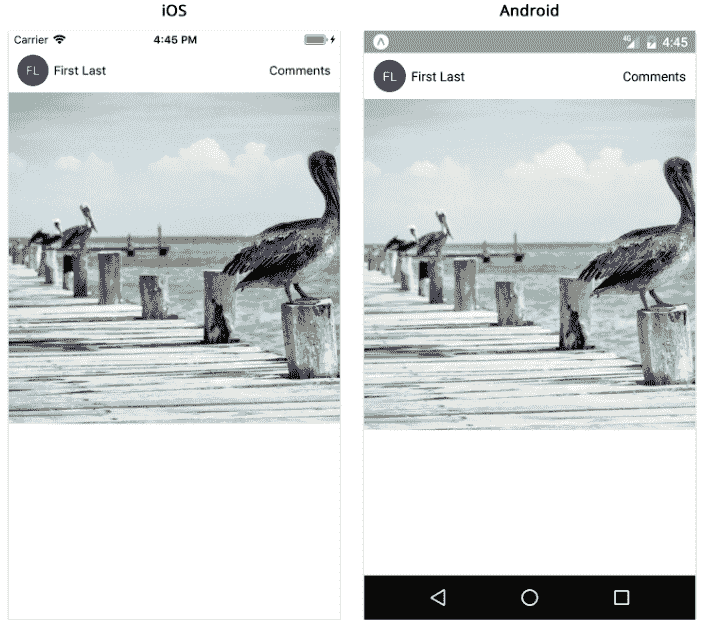 iOS
Carrier 4:45 PM
FL First Last Comments
Android
4G 4:45
FL First Last Comments